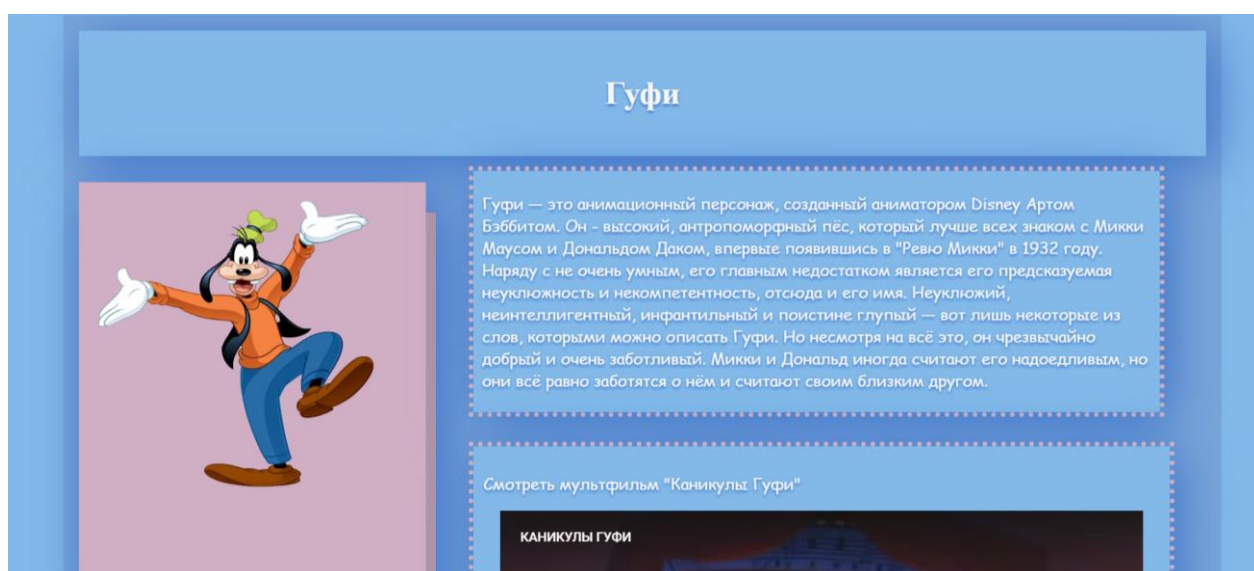 Гуфи
Гуфи — это анимационный персонаж, созданный аниматором Disney Артом
Бэббитом. Он - высокий, антропоморфный пёс, который лучше всех знаком с Микки
Маусом и Дональдом Даком, впервые появившись в "Ревю Микки" в 1932 году.
Наряду с не очень умным, его главным недостатком является его предсказуемая
неуклюжность и некомпетентность, отсюда и его имя. Неуклюжий,
неинтеллигентный, инфантильный и поистине глупый — вот лишь некоторые из
слов, которыми можно описать Гуфи. Но несмотря на всё это, он чрезвычайно
добрый и очень заботливый. Микки и Дональд иногда считают его надоедливым, но
они всё равно заботятся о нём и считают своим близким другом.
Смотреть мультфильм "Каникулы Гуфи"
КАНИКУЛЫ ГУФИ